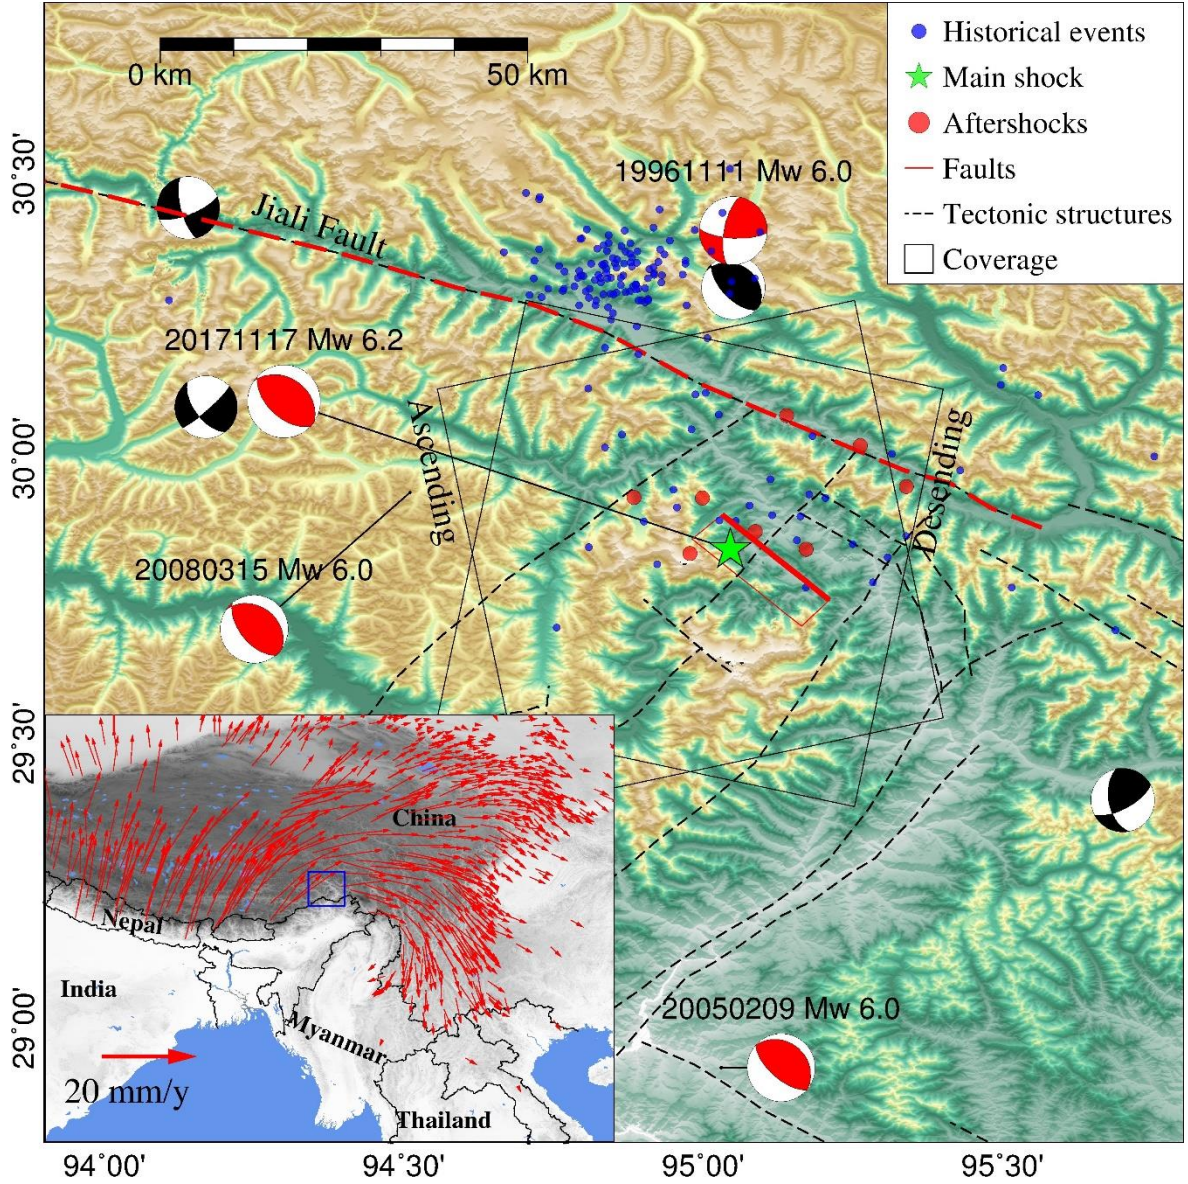 0 km
50 km
Historical events
Main shock
Aftershocks
Faults
Tectonic structures
Coverage
19961111 Mw 6.0
Jiali Fault
20171117 Mw 6.2
Ascending
Desending
20080315 Mw 6.0
20050209 Mw 6.0
China
Nepal
India
Myanmar
Thailand
20 mm/y
30˚30'
30˚00'
29˚30'
29˚00'
94˚00'
94˚30'
95˚00'
95˚30'